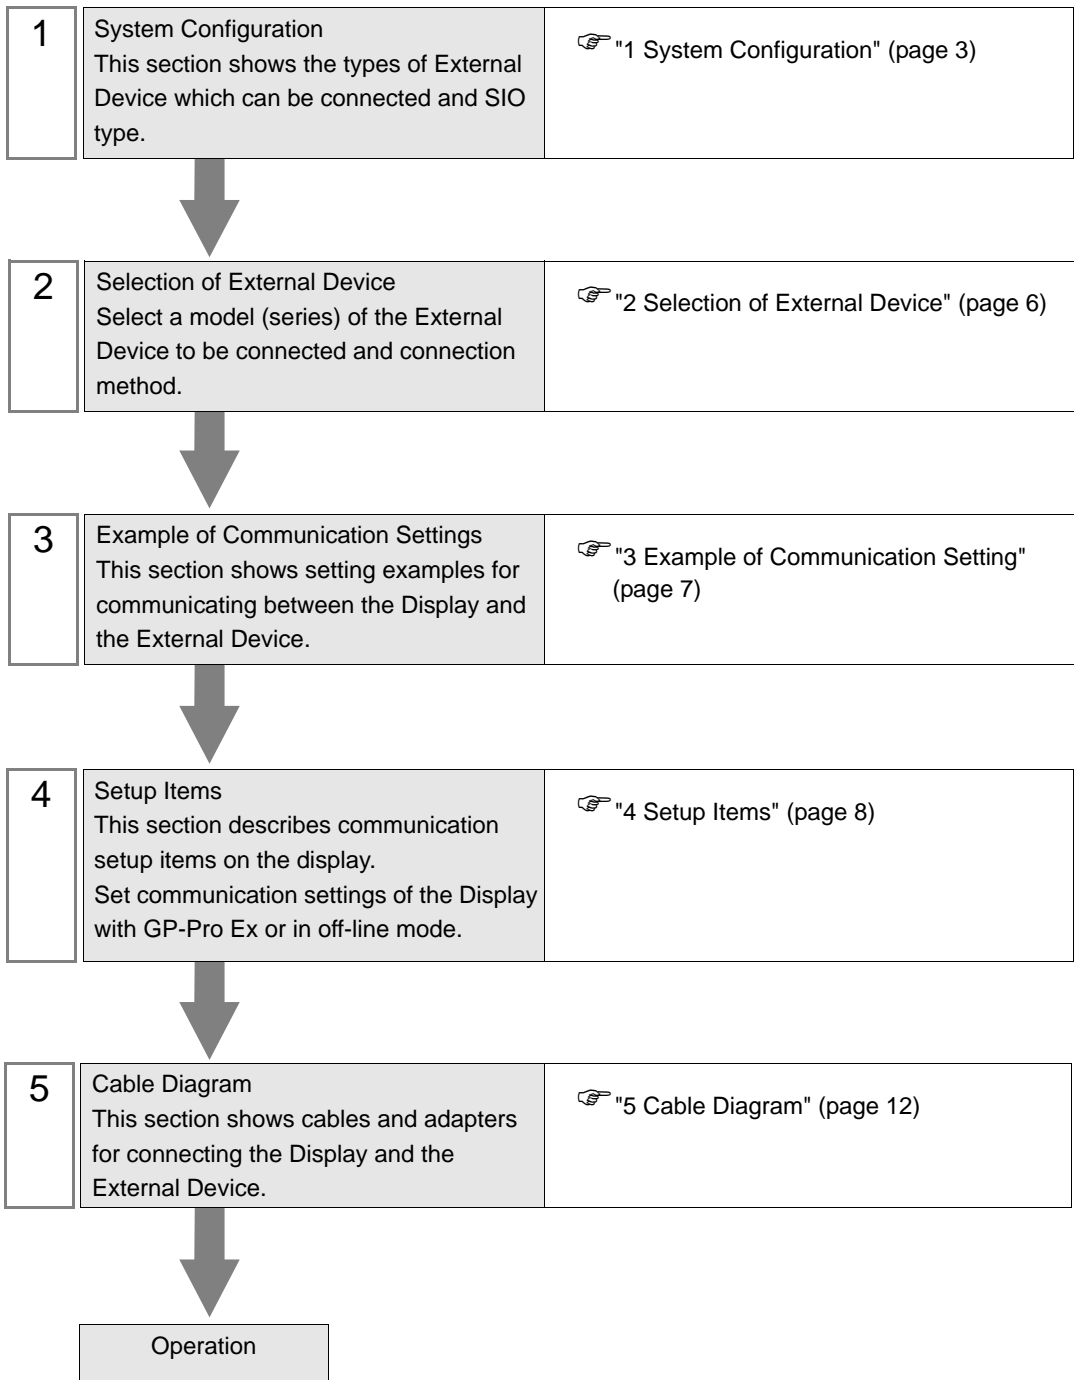 1
System Configuration
This section shows the types of External
Device which can be connected and SIO
type.
"1 System Configuration" (page 3)
2
Selection of External Device
Select a model (series) of the External
Device to be connected and connection
method.
"2 Selection of External Device" (page 6)
3
Example of Communication Settings
This section shows setting examples for
communicating between the Display and
the External Device.
"3 Example of Communication Setting"
(page 7)
4
Setup Items
This section describes communication
setup items on the display.
Set communication settings of the Display
with GP-Pro Ex or in off-line mode.
"4 Setup Items" (page 8)
5
Cable Diagram
This section shows cables and adapters
for connecting the Display and the
External Device.
"5 Cable Diagram" (page 12)
Operation